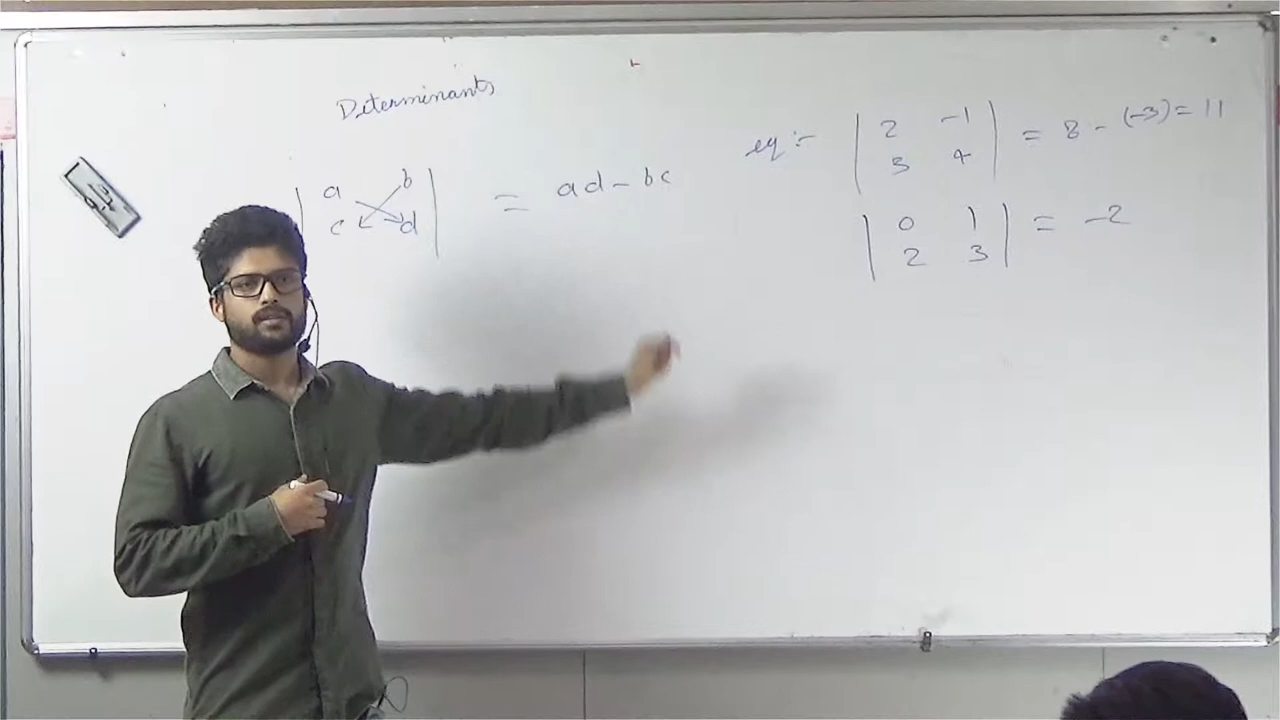 Determinants
| a b | = ad - bc
| c d |
eg :- | 2 -1 | = 8 - (-3) = 11
| 3 4 |
| 0 1 | = -2
| 2 3 |